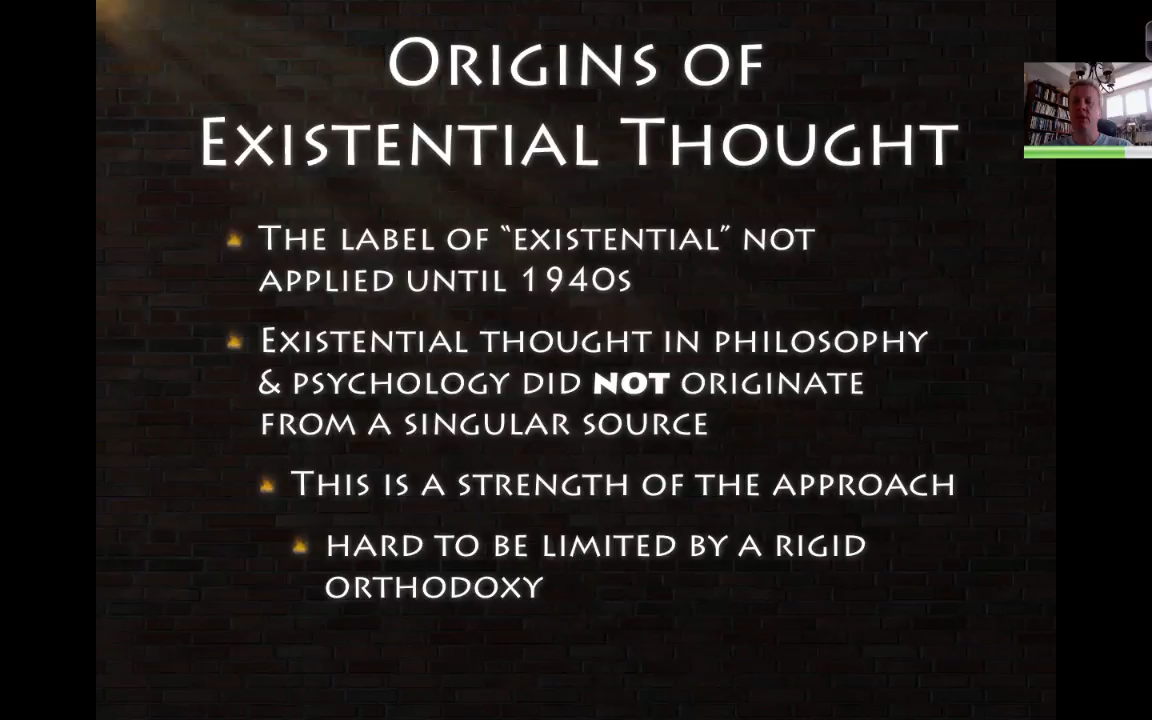 ORIGINS OF
EXISTENTIAL THOUGHT
THE LABEL OF “EXISTENTIAL” NOT
APPLIED UNTIL 1940S
EXISTENTIAL THOUGHT IN PHILOSOPHY
& PSYCHOLOGY DID NOT ORIGINATE
FROM A SINGULAR SOURCE
THIS IS A STRENGTH OF THE APPROACH
HARD TO BE LIMITED BY A RIGID
ORTHODOXY